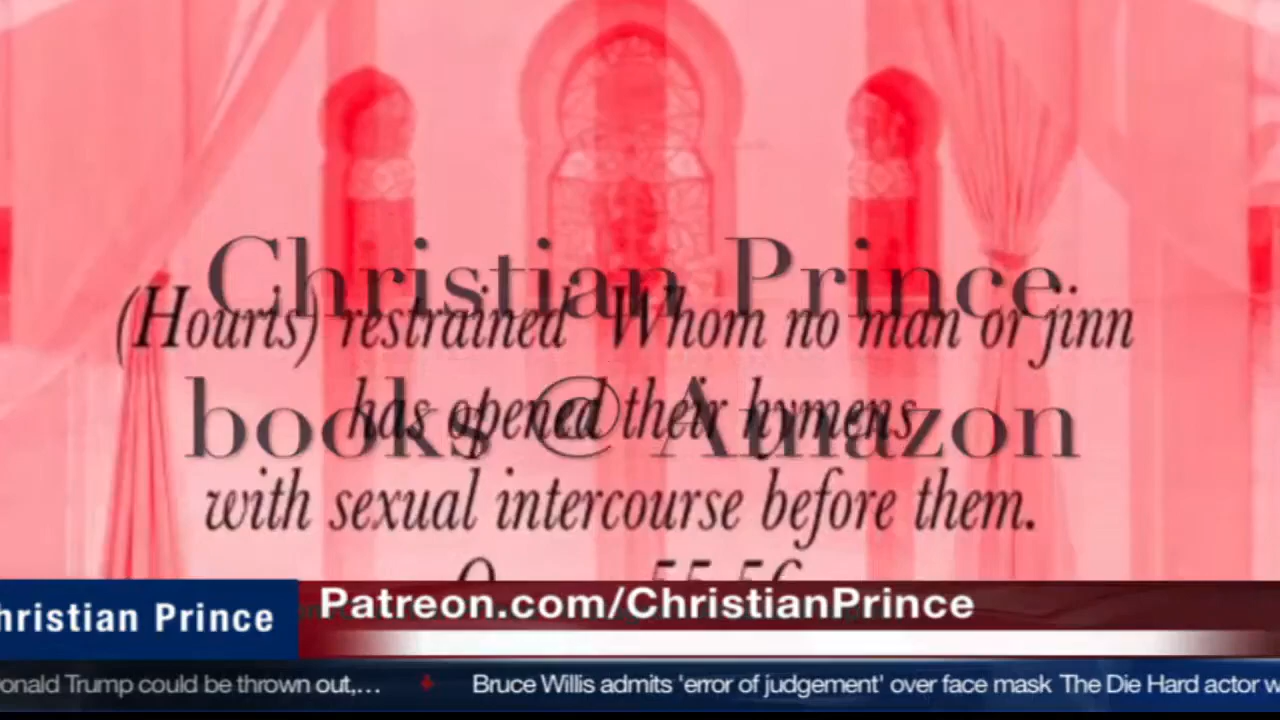 Christian Prince
(Houris) restrained Whom no man or jinn
books @ Amazon
has opened their hymens
with sexual intercourse before them.
hristian Prince
Patreon.com/ChristianPrince
onald Trump could be thrown out,...
Bruce Willis admits 'error of judgement' over face mask The Die Hard actor w